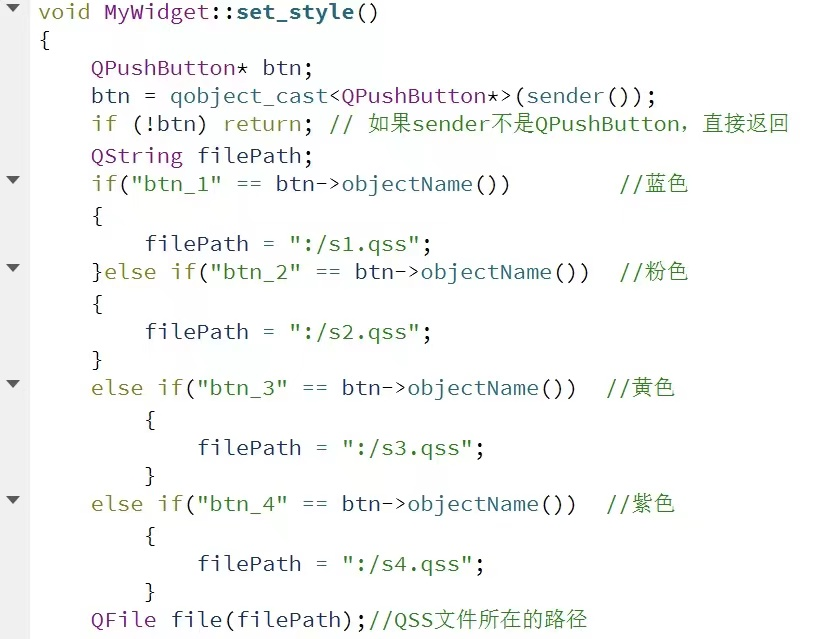 void MyWidget::set_style()
{
    QPushButton* btn;
    btn = qobject_cast<QPushButton*>(sender());
    if (!btn) return; // 如果sender不是QPushButton，直接返回
    QString filePath;
    if("btn_1" == btn->objectName())        //蓝色
    {
        filePath = ":/s1.qss";
    }else if("btn_2" == btn->objectName())  //粉色
    {
        filePath = ":/s2.qss";
    }
    else if("btn_3" == btn->objectName())  //黄色
        {
            filePath = ":/s3.qss";
        }
    else if("btn_4" == btn->objectName())  //紫色
        {
            filePath = ":/s4.qss";
        }
    QFile file(filePath);//QSS文件所在的路径